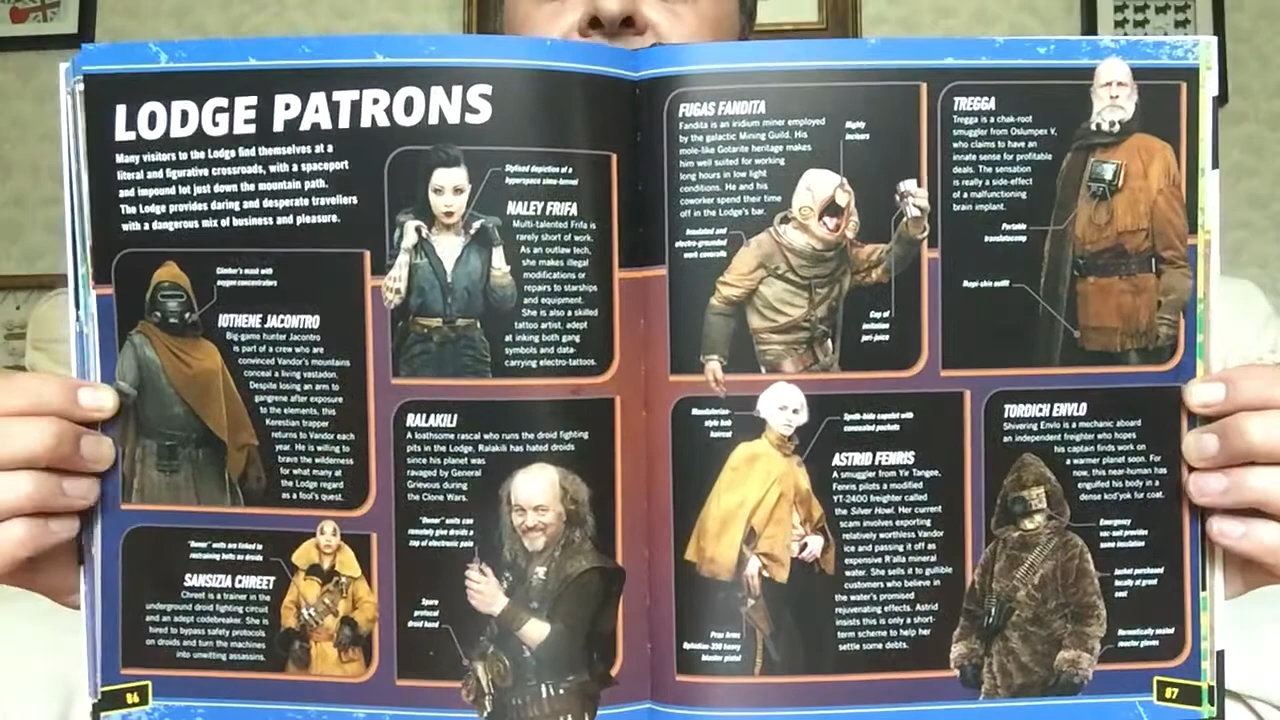 LODGE PATRONS
Many visitors to the Lodge find themselves at a
literal and figurative crossroads, with a spaceport
and impound lot just down the mountain path.
The Lodge provides daring and desperate travellers
with a dangerous mix of business and pleasure.
Climber's mask with
oxygen concentrators
IOTHENE JACONTRO
Big-game hunter Jacontro
is part of a crew who are
convinced Vandor's mountains
conceal a living vastadon.
Despite losing an arm to
gangrene after exposure
to the elements, this
Kerestian trapper
returns to Vandor each
year. He is willing to
brave the wilderness
for what many at
the Lodge regard
as a fool's quest.
Stylised depiction of a
hyperspace
NALEY FRIFA
Multi-talented Frifa is
rarely short of work.
As an outlaw tech,
she makes illegal
modifications or
repairs to starships
and equipment.
She is also a skilled
tattoo artist, adept
at inking both gang
symbols and data-
carrying electro-tattoos.
"Owner" units are linked to
restraining bolts on droids
SANSIZIA CHREET
Chreet is a trainer in the
underground droid fighting circuit
and an adept codebreaker. She is
hired to bypass safety protocols
on droids and turn the machines
into unwitting assassins.
RALAKILI
A loathsome rascal who runs the droid fighting
pits in the Lodge, Ralakili has hated droids
since his planet was
ravaged by General
Grievous during
the Clone Wars.
"Owner" units can
remotely give droids a
zap of electronic pain
Spare
protocol
droid hand
86
FUGAS FANDITA
Fandita is an iridium miner employed
by the galactic Mining Guild. His
mole-like Gotarite heritage makes
him well suited for working
long hours in low light
conditions. He and his
coworker spend their time
off in the Lodge's bar.
Mighty
incisors
Insulated and
electro-grounded
work coveralls
Cup of
imitation
juri-juice
TREGGA
Tregga is a chak-root
smuggler from Oslumpex V,
who claims to have an
innate sense for profitable
deals. The sensation
is really a side-effect
of a malfunctioning
brain implant.
Portable
translatocomp
outfit
Mandalorian-
style bob
haircut
Synth-hide capelet with
concealed pockets
ASTRID FENRIS
A smuggler from Yir Tangee,
Fenris pilots a modified
YT-2400 freighter called
the Silver Howl. Her current
scam involves exporting
relatively worthless Vandor
ice and passing it off as
expensive R'alla mineral
water. She sells it to gullible
customers who believe in
the water's promised
rejuvenating effects. Astrid
insists this is only a short-
term scheme to help her
settle some debts.
heavy
blaster pistol
TORDICH ENVLO
Shivering Envlo is a mechanic aboard
an independent freighter who hopes
his captain finds work on
a warmer planet soon. For
now, this near-human has
engulfed his body in a
dense kod'yok fur coat.
Emergency
vac-suit provides
some insulation
Jacket purchased
locally at great
cost
Hermetically sealed
reactor gloves
87